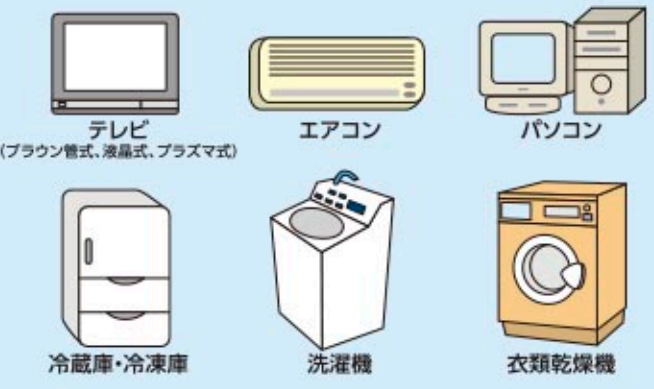 テレビ
(ブラウン管式、液晶式、プラズマ式)
エアコン
パソコン
冷蔵庫・冷凍庫
洗濯機
衣類乾燥機